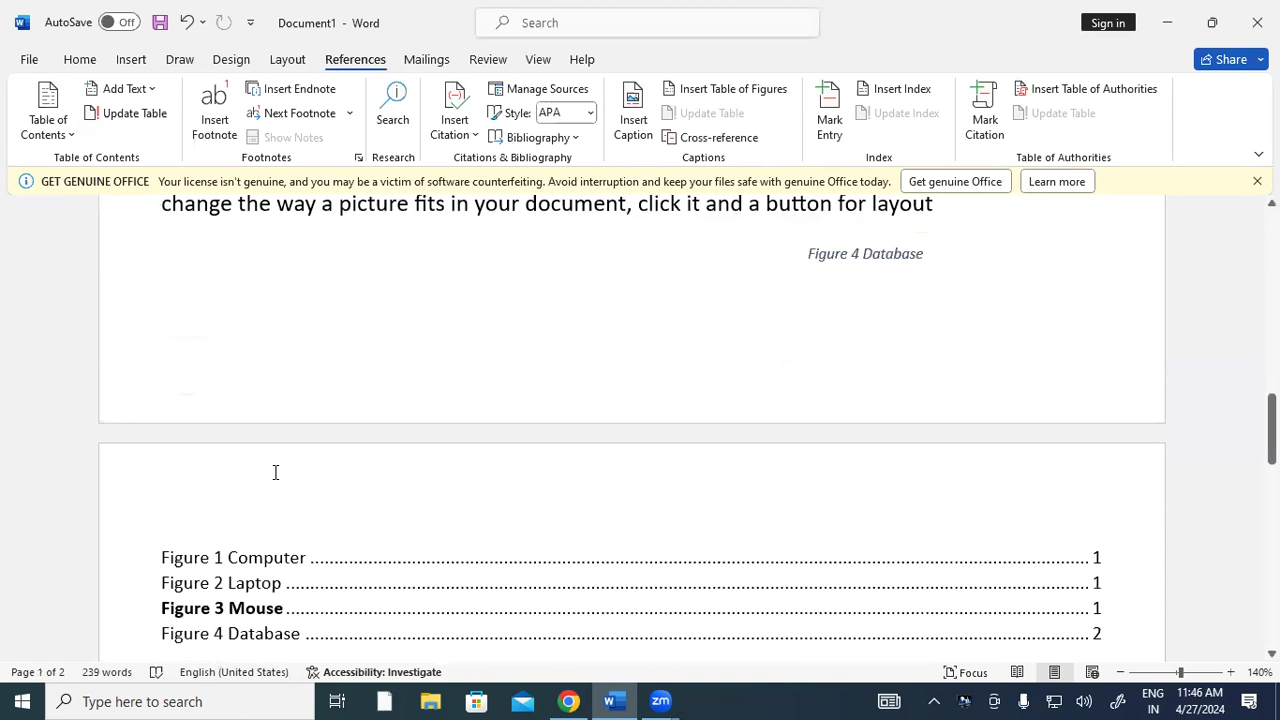 AutoSave Off Document1 - Word Search Sign in
File Home Insert Draw Design Layout References Mailings Review View Help Share
Table of Contents
Add Text
Update Table
Table of Contents
ab
Insert Footnote
Insert Endnote
Next Footnote
Show Notes
Footnotes
Search
Research
Insert Citation
Manage Sources
Style: APA
Bibliography
Citations & Bibliography
Insert Caption
Insert Table of Figures
Update Table
Cross-reference
Captions
Mark Entry
Insert Index
Update Index
Index
Mark Citation
Insert Table of Authorities
Update Table
Table of Authorities
GET GENUINE OFFICE Your license isn't genuine, and you may be a victim of software counterfeiting. Avoid interruption and keep your files safe with genuine Office today. Get genuine Office Learn more
change the way a picture fits in your document, click it and a button for layout
Figure 4 Database
Figure 1 Computer ........................................ 1
Figure 2 Laptop ........................................ 1
Figure 3 Mouse ........................................ 1
Figure 4 Database ........................................ 2
Page 1 of 2 239 words English (United States) Accessibility: Investigate Focus 140%
Type here to search zm ENG 11:46 AM
IN 4/27/2024